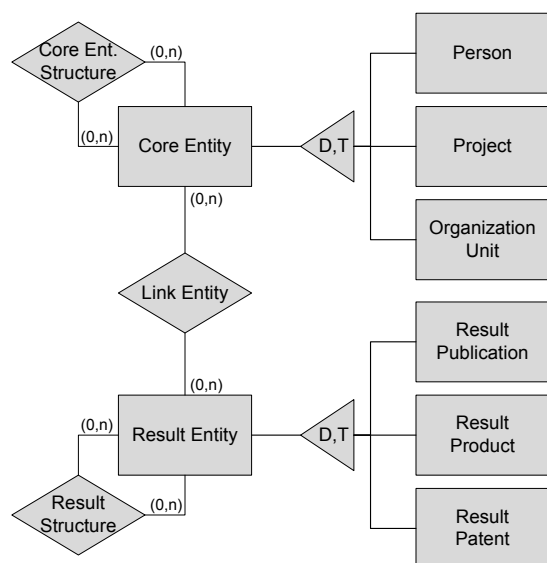 Core Ent.
Structure
(0,n)
(0,n)
Core Entity
(0,n)
D,T
Person
Project
Organization
Unit
Link Entity
(0,n)
Result Entity
(0,n)
(0,n)
Result
Structure
D,T
Result
Publication
Result
Product
Result
Patent